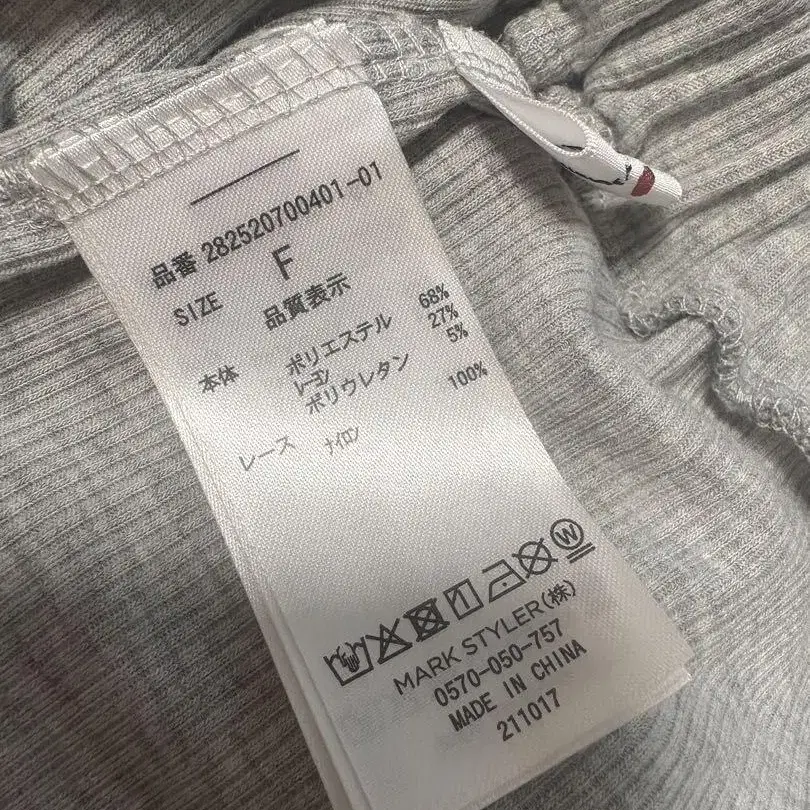 品番 282520700401-01
SIZE F
品質表示
本体 ポリエステル 68%
レーヨン 27%
ポリウレタン 5%
レース ナイロン 100%
W
MARK STYLER(株)
0570-050-757
MADE IN CHINA
211017